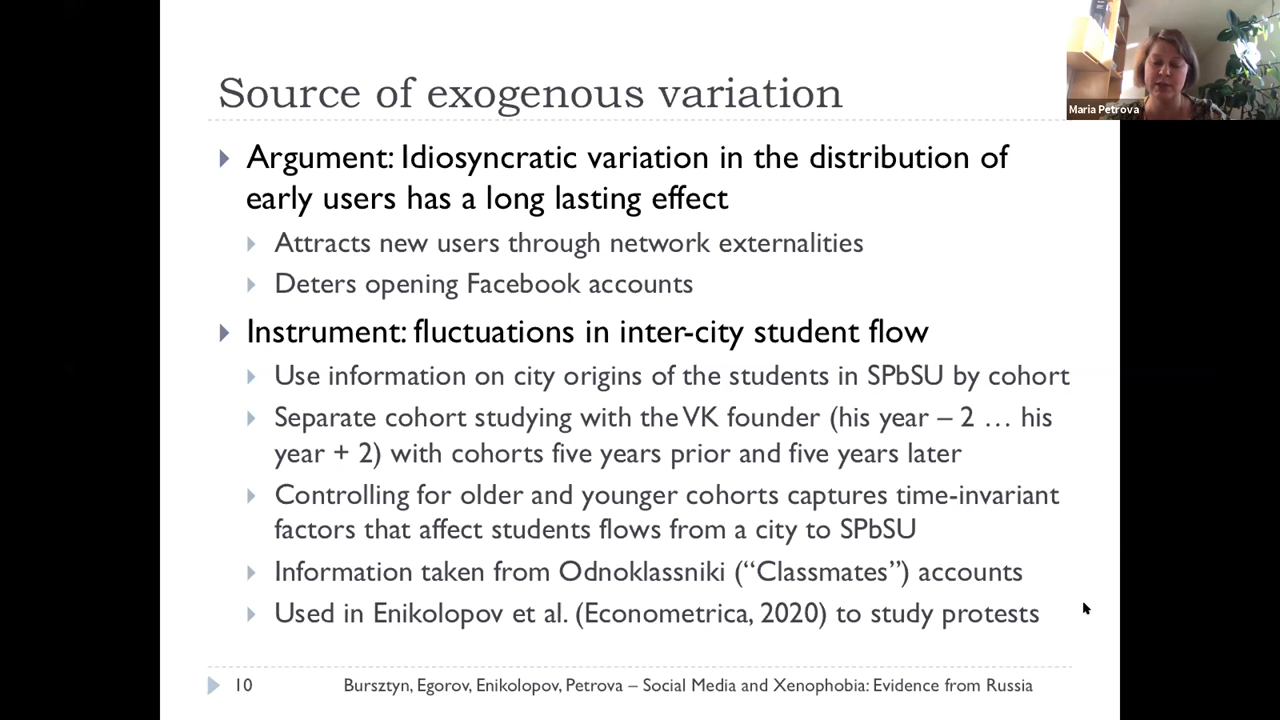 Maria Petrova
Source of exogenous variation
Argument: Idiosyncratic variation in the distribution of
early users has a long lasting effect
Attracts new users through network externalities
Deters opening Facebook accounts
Instrument: fluctuations in inter-city student flow
Use information on city origins of the students in SPbSU by cohort
Separate cohort studying with the VK founder (his year – 2 … his
year + 2) with cohorts five years prior and five years later
Controlling for older and younger cohorts captures time-invariant
factors that affect students flows from a city to SPbSU
Information taken from Odnoklassniki (“Classmates”) accounts
Used in Enikolopov et al. (Econometrica, 2020) to study protests
10 Bursztyn, Egorov, Enikolopov, Petrova – Social Media and Xenophobia: Evidence from Russia